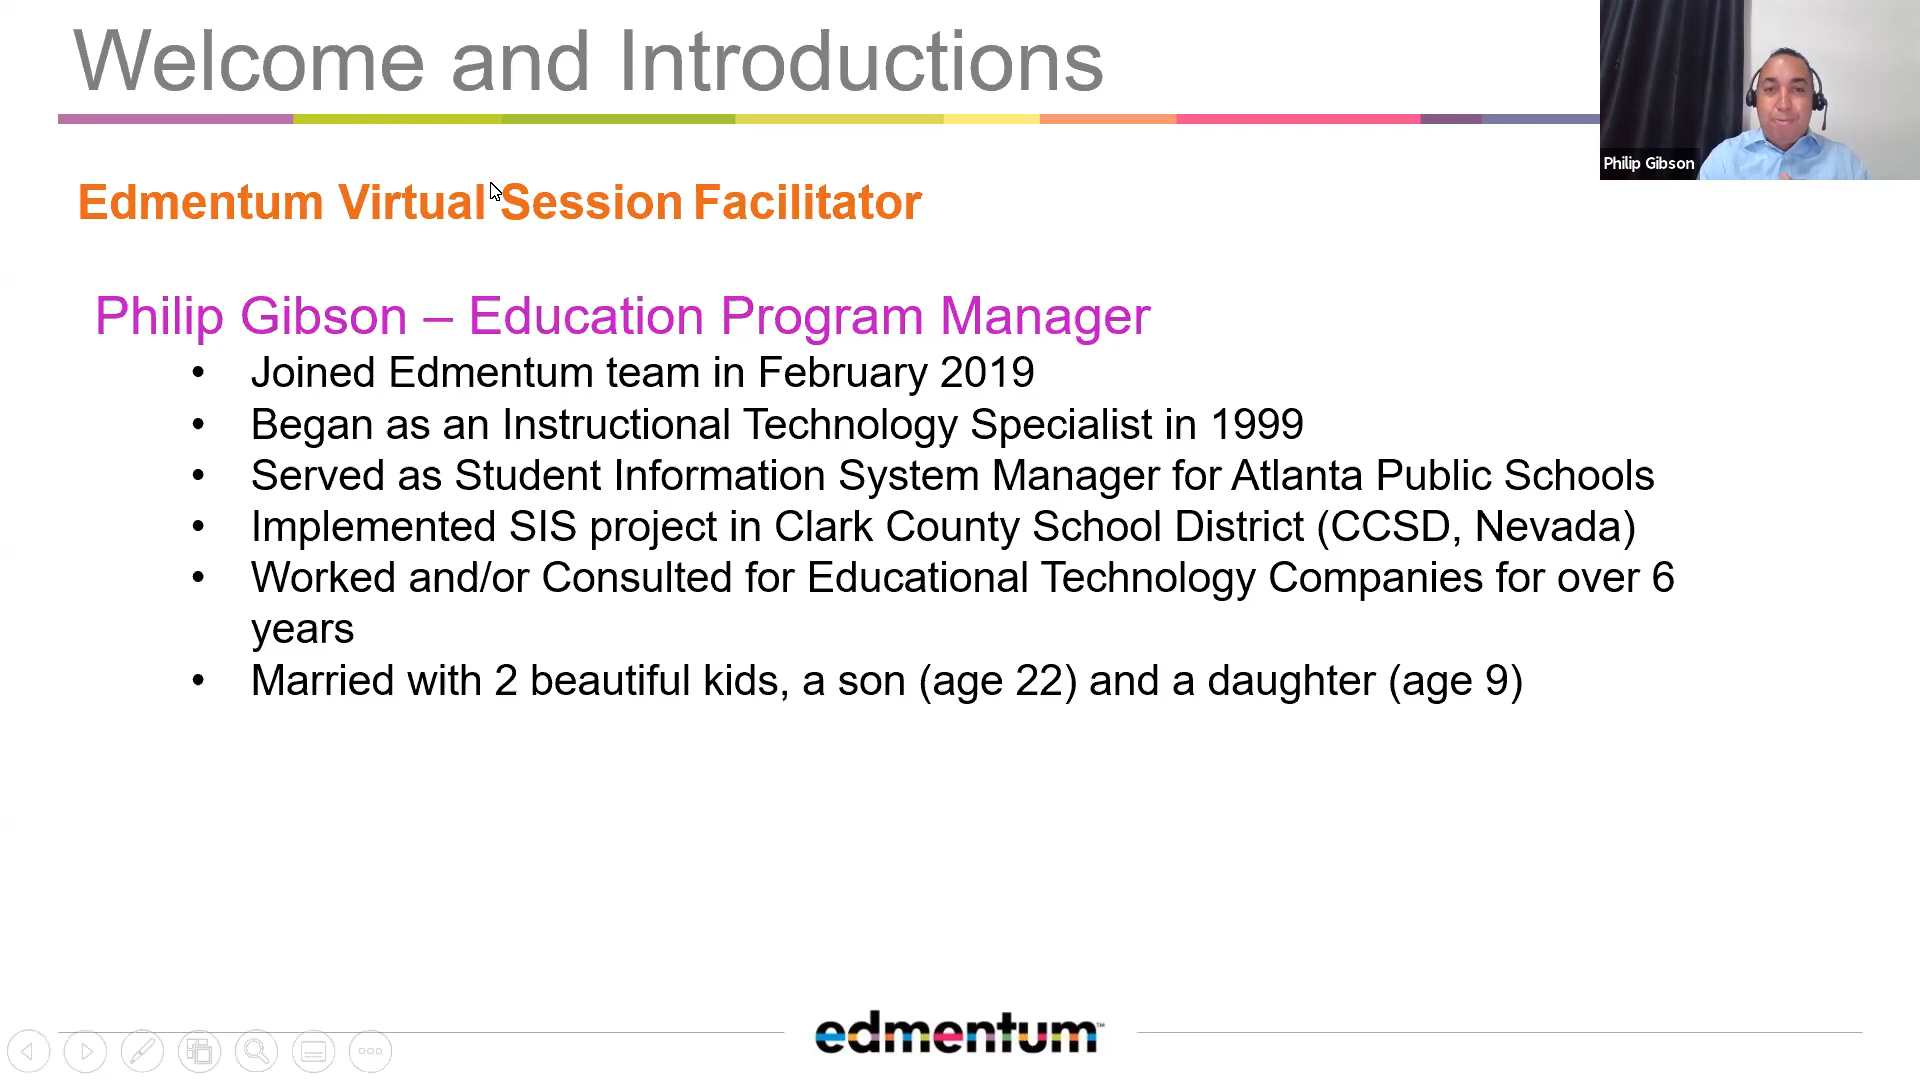 Welcome and Introductions
Philip Gibson
Edmentum Virtual Session Facilitator
Philip Gibson – Education Program Manager
• Joined Edmentum team in February 2019
• Began as an Instructional Technology Specialist in 1999
• Served as Student Information System Manager for Atlanta Public Schools
• Implemented SIS project in Clark County School District (CCSD, Nevada)
• Worked and/or Consulted for Educational Technology Companies for over 6
years
• Married with 2 beautiful kids, a son (age 22) and a daughter (age 9)
edmentum™